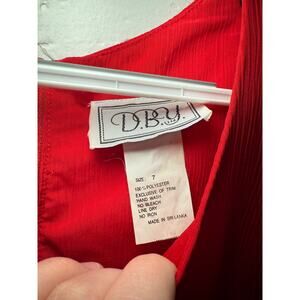 D.B.Y.
SIZE: 7
100% POLYESTER
EXCLUSIVE OF TRIM
HAND WASH
NO BLEACH
LINE DRY
NO IRON
MADE IN SRI LANKA